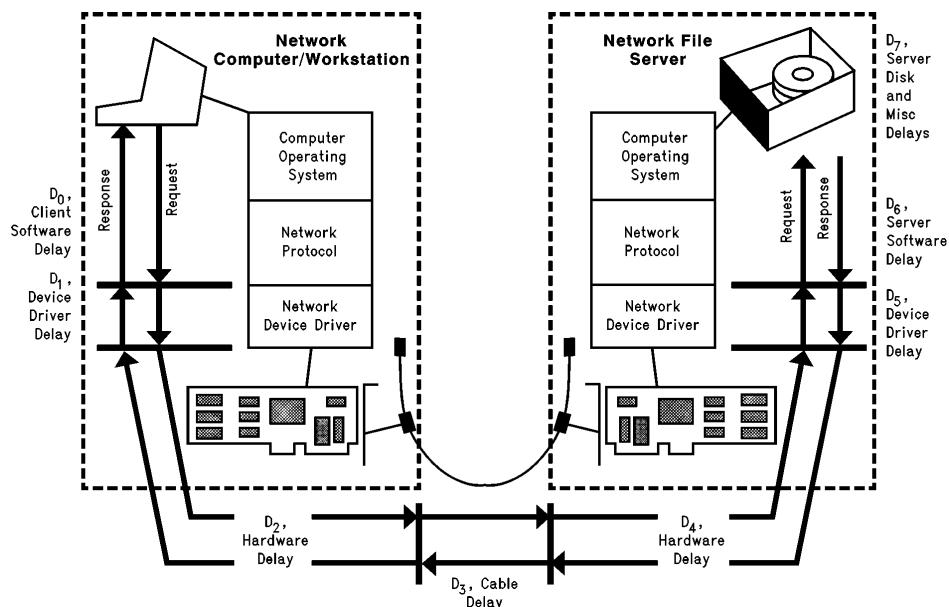 Network
Computer/Workstation
Computer
Operating
System
Network
Protocol
Network
Device Driver
Response
Request
D0,
Client
Software
Delay
D1,
Device
Driver
Delay
Network File
Server
Computer
Operating
System
Network
Protocol
Network
Device Driver
Request
Response
D7,
Server
Disk
and
Misc
Delays
D6,
Server
Software
Delay
D5,
Device
Driver
Delay
D2,
Hardware
Delay
D3, Cable
Delay
D4,
Hardware
Delay